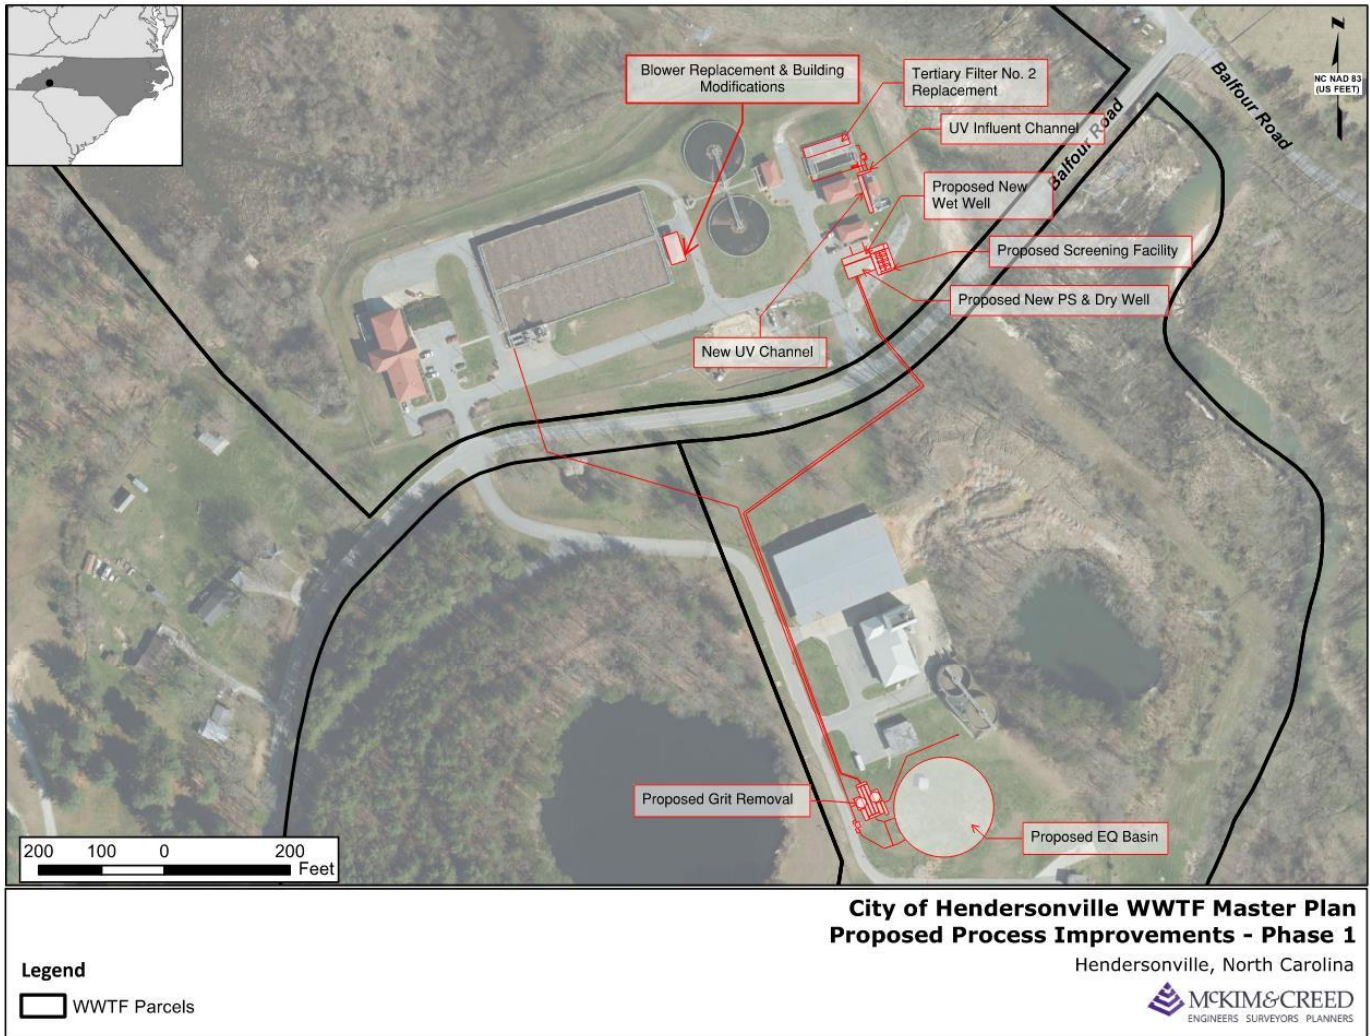 Z
NC NAD 83
(US FEET)
Balfour Road
Balfour Road
Blower Replacement & Building
Modifications
Tertiary Filter No. 2
Replacement
UV Influent Channel
Proposed New
Wet Well
Proposed Screening Facility
Proposed New PS & Dry Well
New UV Channel
Proposed Grit Removal
Proposed EQ Basin
200 100 0 200
Feet
City of Hendersonville WWTF Master Plan
Proposed Process Improvements - Phase 1
Hendersonville, North Carolina
Legend
WWTF Parcels
McKIM&CREED
ENGINEERS SURVEYORS PLANNERS